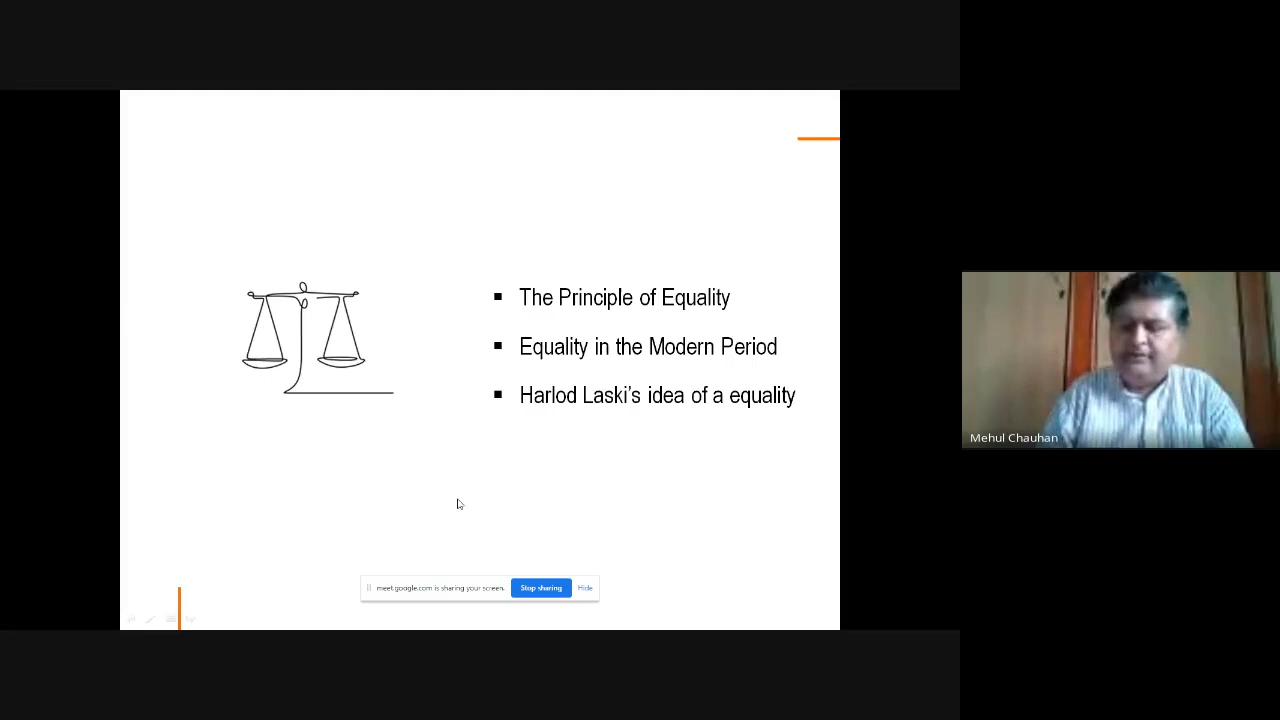 The Principle of Equality
Equality in the Modern Period
Harlod Laski's idea of a equality
Mehul Chauhan
meet.google.com is sharing your screen.
Stop sharing
Hide